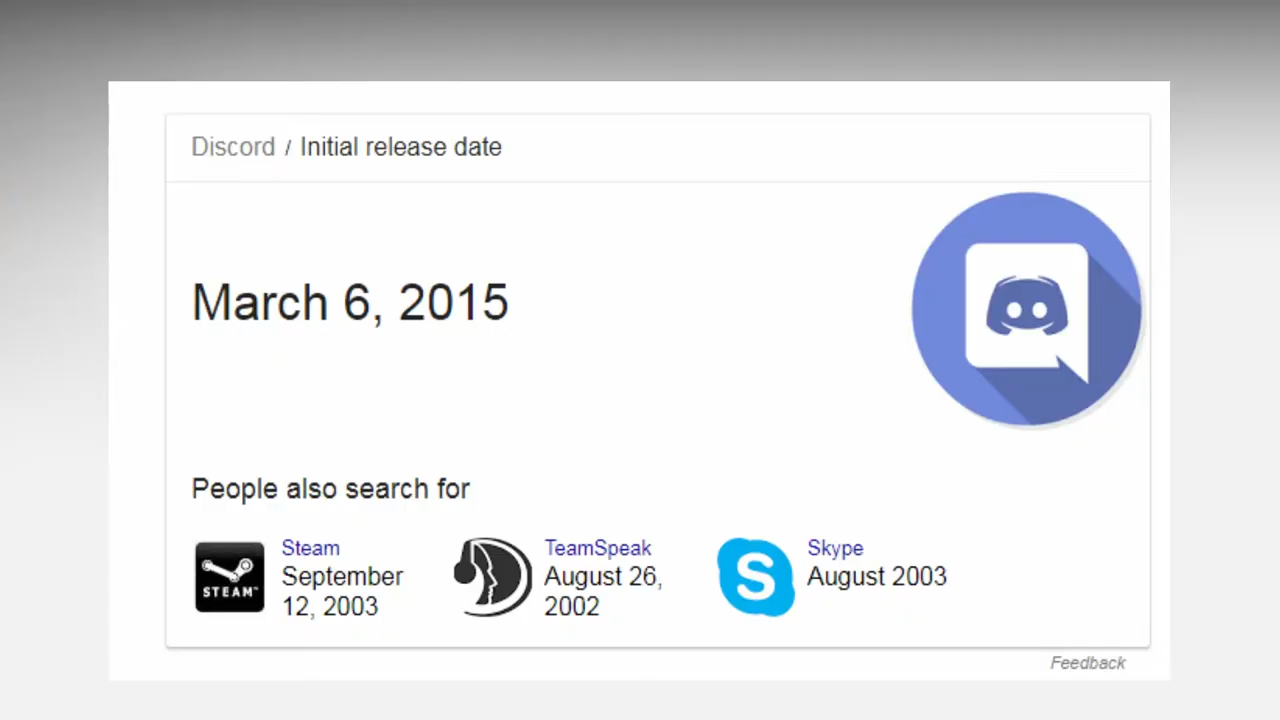 Discord / Initial release date
March 6, 2015
People also search for
STEAM™
Steam
September
12, 2003
TeamSpeak
August 26,
2002
S
Skype
August 2003
Feedback